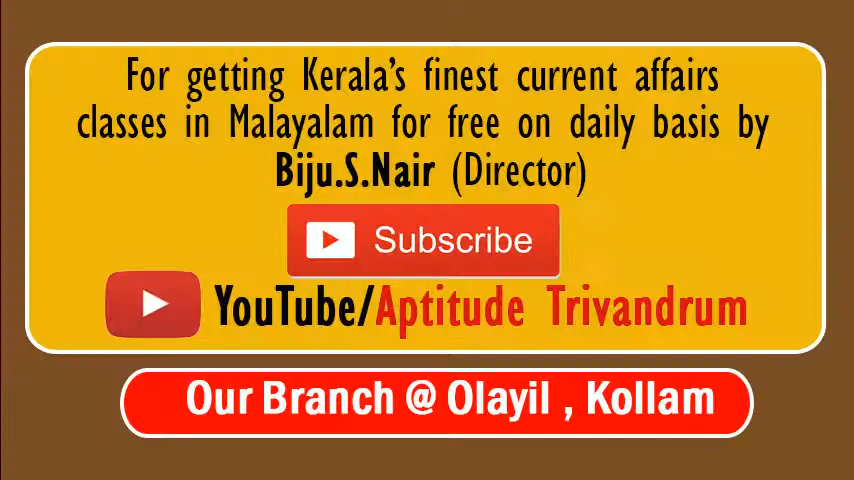 For getting Kerala's finest current affairs
classes in Malayalam for free on daily basis by
Biju.S.Nair (Director)
Subscribe
YouTube/Aptitude Trivandrum
Our Branch @ Olayil , Kollam